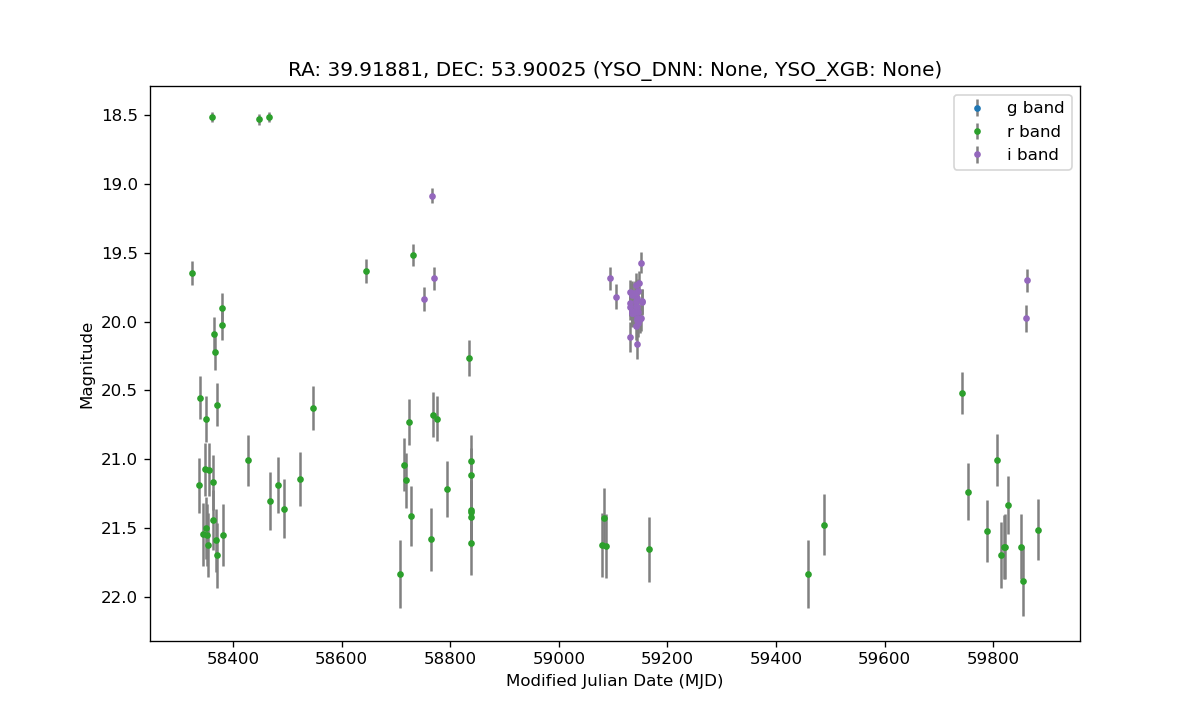 RA: 39.91881, DEC: 53.90025 (YSO_DNN: None, YSO_XGB: None)
g band
r band
i band
18.5
19.0
19.5
20.0
20.5
21.0
21.5
22.0
Magnitude
58400 58600 58800 59000 59200 59400 59600 59800
Modified Julian Date (MJD)